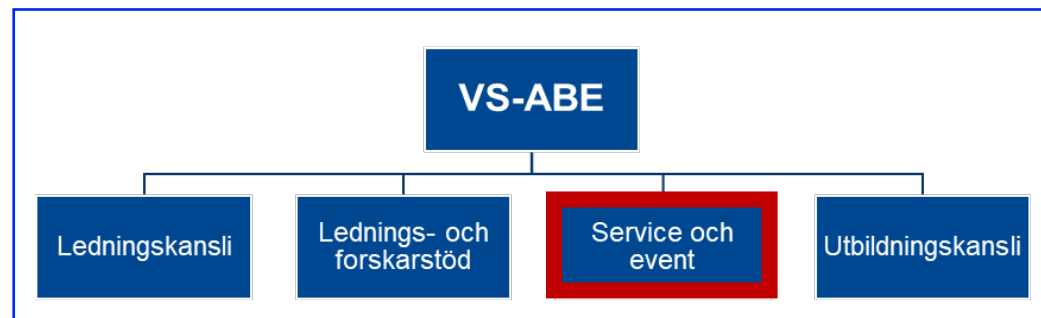 VS-ABE
Ledningskansli
Lednings- och
forskarstöd
Service och
event
Utbildningskansli